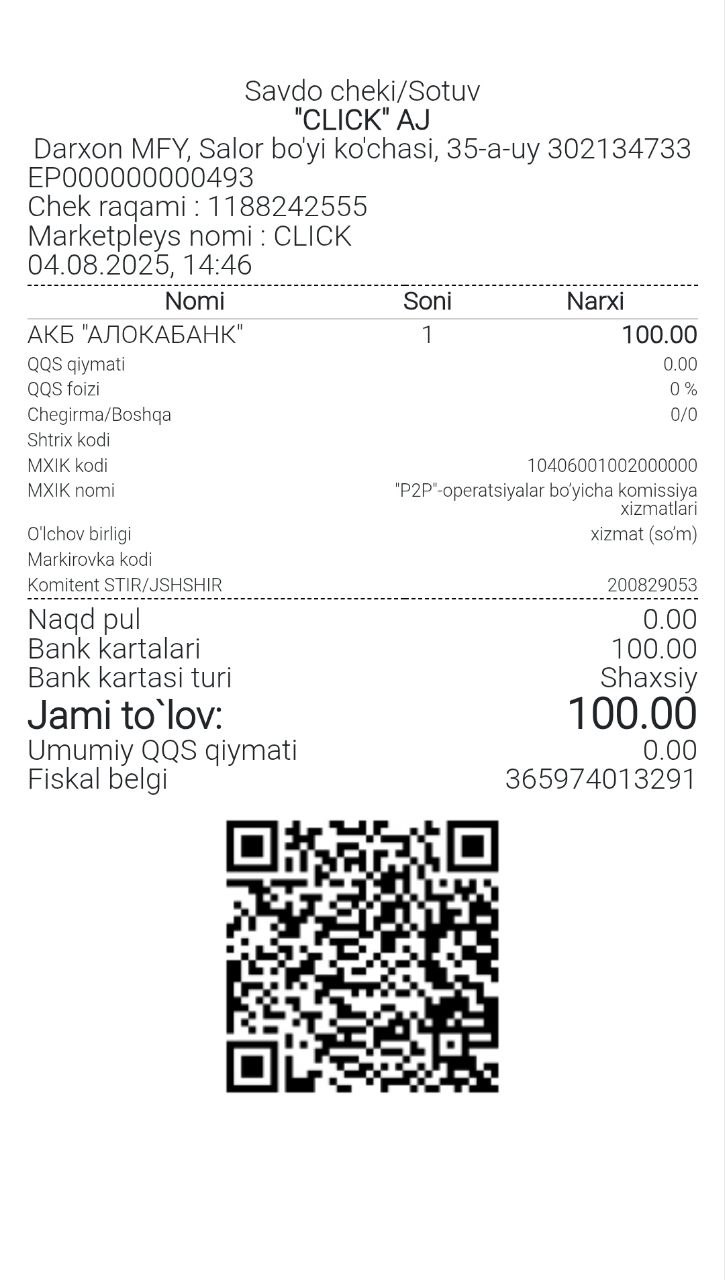 Savdo cheki/Sotuv
"CLICK" AJ
Darxon MFY, Salor bo'yi ko'chasi, 35-a-uy 302134733
EP000000000493
Chek raqami : 1188242555
Marketpleys nomi : CLICK
04.08.2025, 14:46
Nomi Soni Narxi
АКБ "АЛОКАБАНК" 1 100.00
QQS qiymati 0.00
QQS foizi 0 %
Chegirma/Boshqa 0/0
Shtrix kodi
MXIK kodi 10406001002000000
MXIK nomi "P2P"-operatsiyalar bo’yicha komissiya
xizmatlari
O'lchov birligi xizmat (so’m)
Markirovka kodi
Komitent STIR/JSHSHIR 200829053
Naqd pul 0.00
Bank kartalari 100.00
Bank kartasi turi Shaxsiy
Jami to`lov: 100.00
Umumiy QQS qiymati 0.00
Fiskal belgi 365974013291